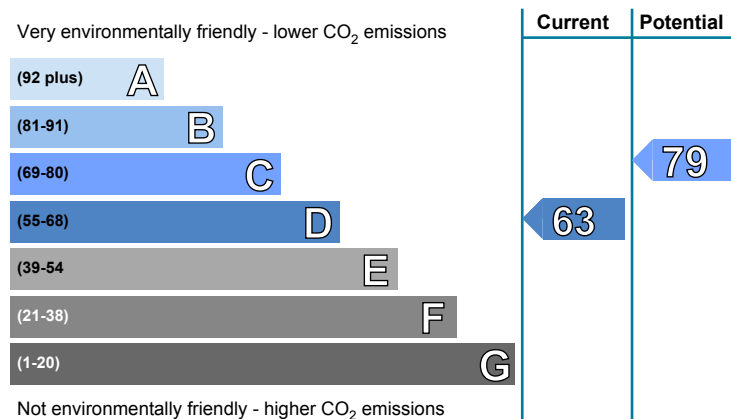 Very environmentally friendly - lower CO₂ emissions
Current
Potential
(92 plus) A
(81-91) B
(69-80) C
79
(55-68) D
63
(39-54 E
(21-38) F
(1-20) G
Not environmentally friendly - higher CO₂ emissions